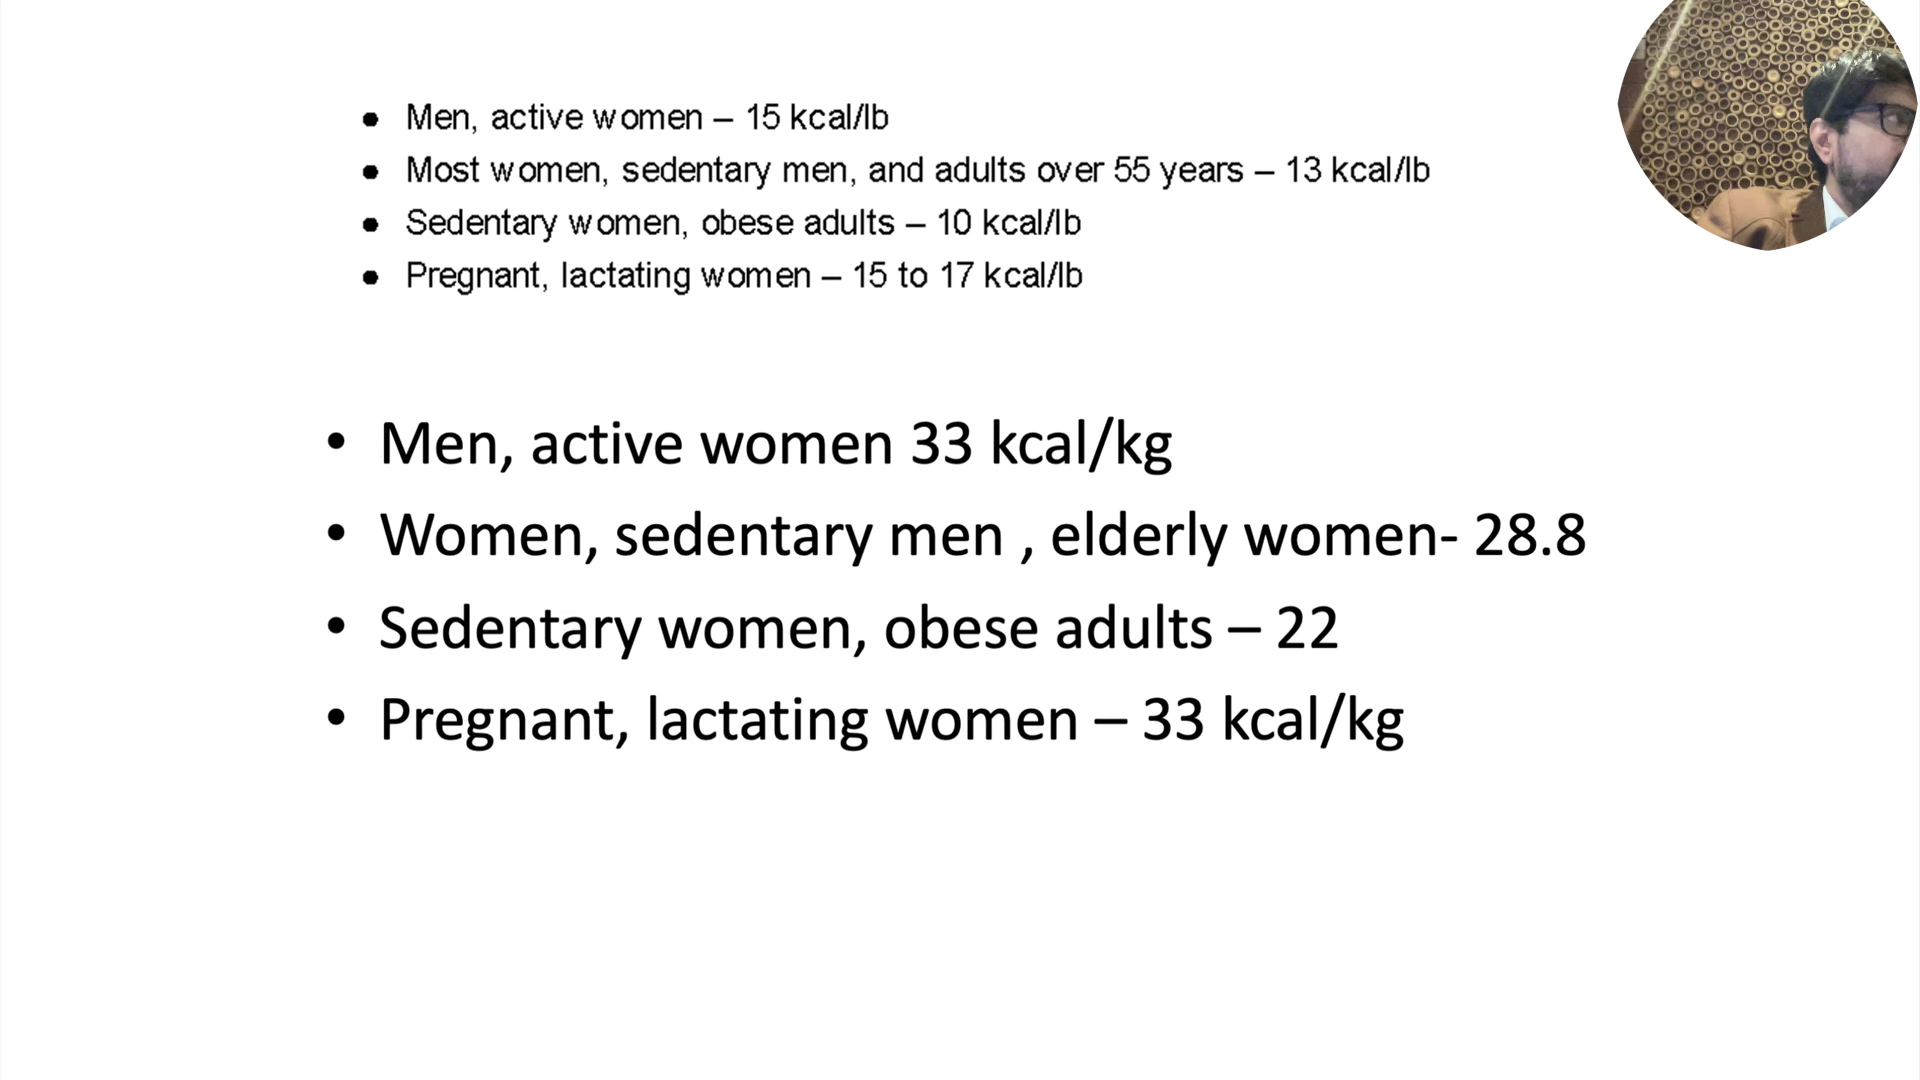 • Men, active women – 15 kcal/lb
• Most women, sedentary men, and adults over 55 years – 13 kcal/lb
• Sedentary women, obese adults – 10 kcal/lb
• Pregnant, lactating women – 15 to 17 kcal/lb
• Men, active women 33 kcal/kg
• Women, sedentary men , elderly women- 28.8
• Sedentary women, obese adults – 22
• Pregnant, lactating women – 33 kcal/kg